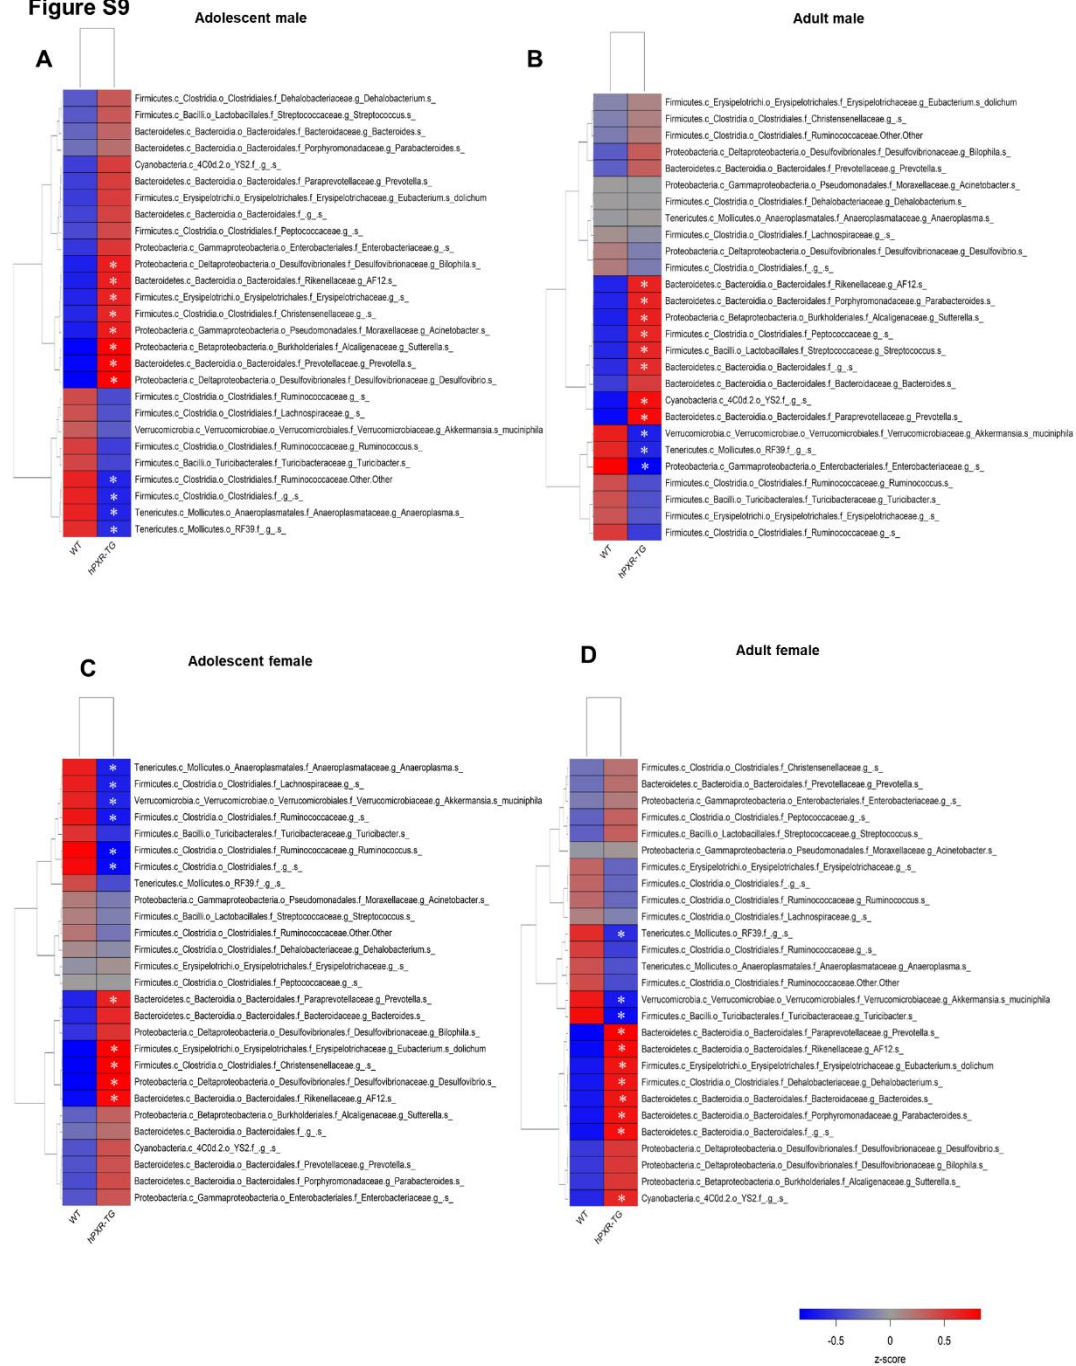 Figure S9
Adolescent male
A
Firmicutes.c_Clostridia.o_Clostridiales.f_Dehalobacteriaceae.g_Dehalobacterium.s_
Firmicutes.c_Bacilli.o_Lactobacillales.f_Streptococcaceae.g_Streptococcus.s_
Bacteroidetes.c_Bacteroidia.o_Bacteroidales.f_Bacteroidaceae.g_Bacteroides.s_
Bacteroidetes.c_Bacteroidia.o_Bacteroidales.f_Porphyromonadaceae.g_Parabacteroides.s_
Cyanobacteria.c_4C0d.2.o_YS2.f_.g_.s_
Bacteroidetes.c_Bacteroidia.o_Bacteroidales.f_Paraprevotellaceae.g_Prevotella.s_
Firmicutes.c_Erysipelotrichi.o_Erysipelotrichales.f_Erysipelotrichaceae.g_Eubacterium.s_dolichum
Bacteroidetes.c_Bacteroidia.o_Bacteroidales.f_.g_.s_
Firmicutes.c_Clostridia.o_Clostridiales.f_Peptococcaceae.g_.s_
Proteobacteria.c_Gammaproteobacteria.o_Enterobacteriales.f_Enterobacteriaceae.g_.s_
* Proteobacteria.c_Deltaproteobacteria.o_Desulfovibrionales.f_Desulfovibrionaceae.g_Bilophila.s_
* Bacteroidetes.c_Bacteroidia.o_Bacteroidales.f_Rikenellaceae.g_AF12.s_
* Firmicutes.c_Erysipelotrichi.o_Erysipelotrichales.f_Erysipelotrichaceae.g_.s_
* Firmicutes.c_Clostridia.o_Clostridiales.f_Christensenellaceae.g_.s_
* Proteobacteria.c_Gammaproteobacteria.o_Pseudomonadales.f_Moraxellaceae.g_Acinetobacter.s_
* Proteobacteria.c_Betaproteobacteria.o_Burkholderiales.f_Alcaligenaceae.g_Sutterella.s_
* Bacteroidetes.c_Bacteroidia.o_Bacteroidales.f_Prevotellaceae.g_Prevotella.s_
* Proteobacteria.c_Deltaproteobacteria.o_Desulfovibrionales.f_Desulfovibrionaceae.g_Desulfovibrio.s_
Firmicutes.c_Clostridia.o_Clostridiales.f_Ruminococcaceae.g_.s_
Firmicutes.c_Clostridia.o_Clostridiales.f_Lachnospiraceae.g_.s_
Verrucomicrobia.c_Verrucomicrobiae.o_Verrucomicrobiales.f_Verrucomicrobiaceae.g_Akkermansia.s_muciniphila
Firmicutes.c_Clostridia.o_Clostridiales.f_Ruminococcaceae.g_Ruminococcus.s_
Firmicutes.c_Bacilli.o_Turicibacterales.f_Turicibacteraceae.g_Turicibacter.s_
* Firmicutes.c_Clostridia.o_Clostridiales.f_Ruminococcaceae.Other.Other
* Firmicutes.c_Clostridia.o_Clostridiales.f_.g_.s_
* Tenericutes.c_Mollicutes.o_Anaeroplasmatales.f_Anaeroplasmataceae.g_Anaeroplasma.s_
* Tenericutes.c_Mollicutes.o_RF39.f_.g_.s_
WT
hPXR-TG
Adult male
B
Firmicutes.c_Erysipelotrichi.o_Erysipelotrichales.f_Erysipelotrichaceae.g_Eubacterium.s_dolichum
Firmicutes.c_Clostridia.o_Clostridiales.f_Christensenellaceae.g_.s_
Firmicutes.c_Clostridia.o_Clostridiales.f_Ruminococcaceae.Other.Other
Proteobacteria.c_Deltaproteobacteria.o_Desulfovibrionales.f_Desulfovibrionaceae.g_Bilophila.s_
Bacteroidetes.c_Bacteroidia.o_Bacteroidales.f_Prevotellaceae.g_Prevotella.s_
Proteobacteria.c_Gammaproteobacteria.o_Pseudomonadales.f_Moraxellaceae.g_Acinetobacter.s_
Firmicutes.c_Clostridia.o_Clostridiales.f_Dehalobacteriaceae.g_Dehalobacterium.s_
Tenericutes.c_Mollicutes.o_Anaeroplasmatales.f_Anaeroplasmataceae.g_Anaeroplasma.s_
Firmicutes.c_Clostridia.o_Clostridiales.f_Lachnospiraceae.g_.s_
Proteobacteria.c_Deltaproteobacteria.o_Desulfovibrionales.f_Desulfovibrionaceae.g_Desulfovibrio.s_
Firmicutes.c_Clostridia.o_Clostridiales.f_.g_.s_
* Bacteroidetes.c_Bacteroidia.o_Bacteroidales.f_Rikenellaceae.g_AF12.s_
* Bacteroidetes.c_Bacteroidia.o_Bacteroidales.f_Porphyromonadaceae.g_Parabacteroides.s_
* Proteobacteria.c_Betaproteobacteria.o_Burkholderiales.f_Alcaligenaceae.g_Sutterella.s_
* Firmicutes.c_Clostridia.o_Clostridiales.f_Peptococcaceae.g_.s_
* Firmicutes.c_Bacilli.o_Lactobacillales.f_Streptococcaceae.g_Streptococcus.s_
* Bacteroidetes.c_Bacteroidia.o_Bacteroidales.f_.g_.s_
Bacteroidetes.c_Bacteroidia.o_Bacteroidales.f_Bacteroidaceae.g_Bacteroides.s_
* Cyanobacteria.c_4C0d.2.o_YS2.f_.g_.s_
* Bacteroidetes.c_Bacteroidia.o_Bacteroidales.f_Paraprevotellaceae.g_Prevotella.s_
* Verrucomicrobia.c_Verrucomicrobiae.o_Verrucomicrobiales.f_Verrucomicrobiaceae.g_Akkermansia.s_muciniphila
* Tenericutes.c_Mollicutes.o_RF39.f_.g_.s_
* Proteobacteria.c_Gammaproteobacteria.o_Enterobacteriales.f_Enterobacteriaceae.g_.s_
Firmicutes.c_Clostridia.o_Clostridiales.f_Ruminococcaceae.g_Ruminococcus.s_
Firmicutes.c_Bacilli.o_Turicibacterales.f_Turicibacteraceae.g_Turicibacter.s_
Firmicutes.c_Erysipelotrichi.o_Erysipelotrichales.f_Erysipelotrichaceae.g_.s_
Firmicutes.c_Clostridia.o_Clostridiales.f_Ruminococcaceae.g_.s_
WT
hPXR-TG
C
Adolescent female
* Tenericutes.c_Mollicutes.o_Anaeroplasmatales.f_Anaeroplasmataceae.g_Anaeroplasma.s_
* Firmicutes.c_Clostridia.o_Clostridiales.f_Lachnospiraceae.g_.s_
* Verrucomicrobia.c_Verrucomicrobiae.o_Verrucomicrobiales.f_Verrucomicrobiaceae.g_Akkermansia.s_muciniphila
* Firmicutes.c_Clostridia.o_Clostridiales.f_Ruminococcaceae.g_.s_
Firmicutes.c_Bacilli.o_Turicibacterales.f_Turicibacteraceae.g_Turicibacter.s_
* Firmicutes.c_Clostridia.o_Clostridiales.f_Ruminococcaceae.g_Ruminococcus.s_
* Firmicutes.c_Clostridia.o_Clostridiales.f_.g_.s_
Tenericutes.c_Mollicutes.o_RF39.f_.g_.s_
Proteobacteria.c_Gammaproteobacteria.o_Pseudomonadales.f_Moraxellaceae.g_Acinetobacter.s_
Firmicutes.c_Bacilli.o_Lactobacillales.f_Streptococcaceae.g_Streptococcus.s_
Firmicutes.c_Clostridia.o_Clostridiales.f_Ruminococcaceae.Other.Other
Firmicutes.c_Clostridia.o_Clostridiales.f_Dehalobacteriaceae.g_Dehalobacterium.s_
Firmicutes.c_Erysipelotrichi.o_Erysipelotrichales.f_Erysipelotrichaceae.g_.s_
Firmicutes.c_Clostridia.o_Clostridiales.f_Peptococcaceae.g_.s_
* Bacteroidetes.c_Bacteroidia.o_Bacteroidales.f_Paraprevotellaceae.g_Prevotella.s_
Bacteroidetes.c_Bacteroidia.o_Bacteroidales.f_Bacteroidaceae.g_Bacteroides.s_
Proteobacteria.c_Deltaproteobacteria.o_Desulfovibrionales.f_Desulfovibrionaceae.g_Bilophila.s_
* Firmicutes.c_Erysipelotrichi.o_Erysipelotrichales.f_Erysipelotrichaceae.g_Eubacterium.s_dolichum
* Firmicutes.c_Clostridia.o_Clostridiales.f_Christensenellaceae.g_.s_
* Proteobacteria.c_Deltaproteobacteria.o_Desulfovibrionales.f_Desulfovibrionaceae.g_Desulfovibrio.s_
* Bacteroidetes.c_Bacteroidia.o_Bacteroidales.f_Rikenellaceae.g_AF12.s_
Proteobacteria.c_Betaproteobacteria.o_Burkholderiales.f_Alcaligenaceae.g_Sutterella.s_
Bacteroidetes.c_Bacteroidia.o_Bacteroidales.f_.g_.s_
Cyanobacteria.c_4C0d.2.o_YS2.f_.g_.s_
Bacteroidetes.c_Bacteroidia.o_Bacteroidales.f_Prevotellaceae.g_Prevotella.s_
Bacteroidetes.c_Bacteroidia.o_Bacteroidales.f_Porphyromonadaceae.g_Parabacteroides.s_
Proteobacteria.c_Gammaproteobacteria.o_Enterobacteriales.f_Enterobacteriaceae.g_.s_
WT
hPXR-TG
D
Adult female
Firmicutes.c_Clostridia.o_Clostridiales.f_Christensenellaceae.g_.s_
Bacteroidetes.c_Bacteroidia.o_Bacteroidales.f_Prevotellaceae.g_Prevotella.s_
Proteobacteria.c_Gammaproteobacteria.o_Enterobacteriales.f_Enterobacteriaceae.g_.s_
Firmicutes.c_Clostridia.o_Clostridiales.f_Peptococcaceae.g_.s_
Firmicutes.c_Bacilli.o_Lactobacillales.f_Streptococcaceae.g_Streptococcus.s_
Proteobacteria.c_Gammaproteobacteria.o_Pseudomonadales.f_Moraxellaceae.g_Acinetobacter.s_
Firmicutes.c_Erysipelotrichi.o_Erysipelotrichales.f_Erysipelotrichaceae.g_.s_
Firmicutes.c_Clostridia.o_Clostridiales.f_.g_.s_
Firmicutes.c_Clostridia.o_Clostridiales.f_Ruminococcaceae.g_Ruminococcus.s_
Firmicutes.c_Clostridia.o_Clostridiales.f_Lachnospiraceae.g_.s_
* Tenericutes.c_Mollicutes.o_RF39.f_.g_.s_
Firmicutes.c_Clostridia.o_Clostridiales.f_Ruminococcaceae.g_.s_
Tenericutes.c_Mollicutes.o_Anaeroplasmatales.f_Anaeroplasmataceae.g_Anaeroplasma.s_
Firmicutes.c_Clostridia.o_Clostridiales.f_Ruminococcaceae.Other.Other
* Verrucomicrobia.c_Verrucomicrobiae.o_Verrucomicrobiales.f_Verrucomicrobiaceae.g_Akkermansia.s_muciniphila
* Firmicutes.c_Bacilli.o_Turicibacterales.f_Turicibacteraceae.g_Turicibacter.s_
* Bacteroidetes.c_Bacteroidia.o_Bacteroidales.f_Paraprevotellaceae.g_Prevotella.s_
* Bacteroidetes.c_Bacteroidia.o_Bacteroidales.f_Rikenellaceae.g_AF12.s_
* Firmicutes.c_Erysipelotrichi.o_Erysipelotrichales.f_Erysipelotrichaceae.g_Eubacterium.s_dolichum
* Firmicutes.c_Clostridia.o_Clostridiales.f_Dehalobacteriaceae.g_Dehalobacterium.s_
* Bacteroidetes.c_Bacteroidia.o_Bacteroidales.f_Bacteroidaceae.g_Bacteroides.s_
* Bacteroidetes.c_Bacteroidia.o_Bacteroidales.f_Porphyromonadaceae.g_Parabacteroides.s_
* Bacteroidetes.c_Bacteroidia.o_Bacteroidales.f_.g_.s_
Proteobacteria.c_Deltaproteobacteria.o_Desulfovibrionales.f_Desulfovibrionaceae.g_Desulfovibrio.s_
Proteobacteria.c_Deltaproteobacteria.o_Desulfovibrionales.f_Desulfovibrionaceae.g_Bilophila.s_
Proteobacteria.c_Betaproteobacteria.o_Burkholderiales.f_Alcaligenaceae.g_Sutterella.s_
* Cyanobacteria.c_4C0d.2.o_YS2.f_.g_.s_
WT
hPXR-TG
-0.5 0 0.5
z-score